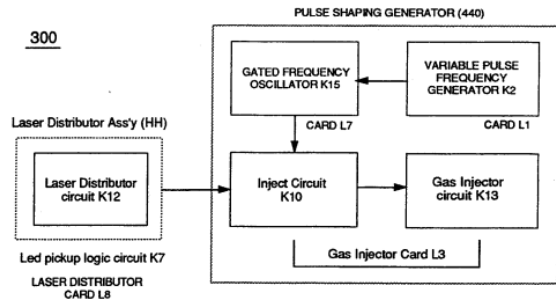 PULSE SHAPING GENERATOR (440)
300
GATED FREQUENCY
OSCILLATOR K15
VARIABLE PULSE
FREQUENCY
GENERATOR K2
CARD L7
CARD L1
Laser Distributor Ass'y (HH)
Laser Distributor
circuit K12
Inject Circuit
K10
Gas Injector
circuit K13
Led pickup logic circuit K7
Gas Injector Card L3
LASER DISTRIBUTOR
CARD L8